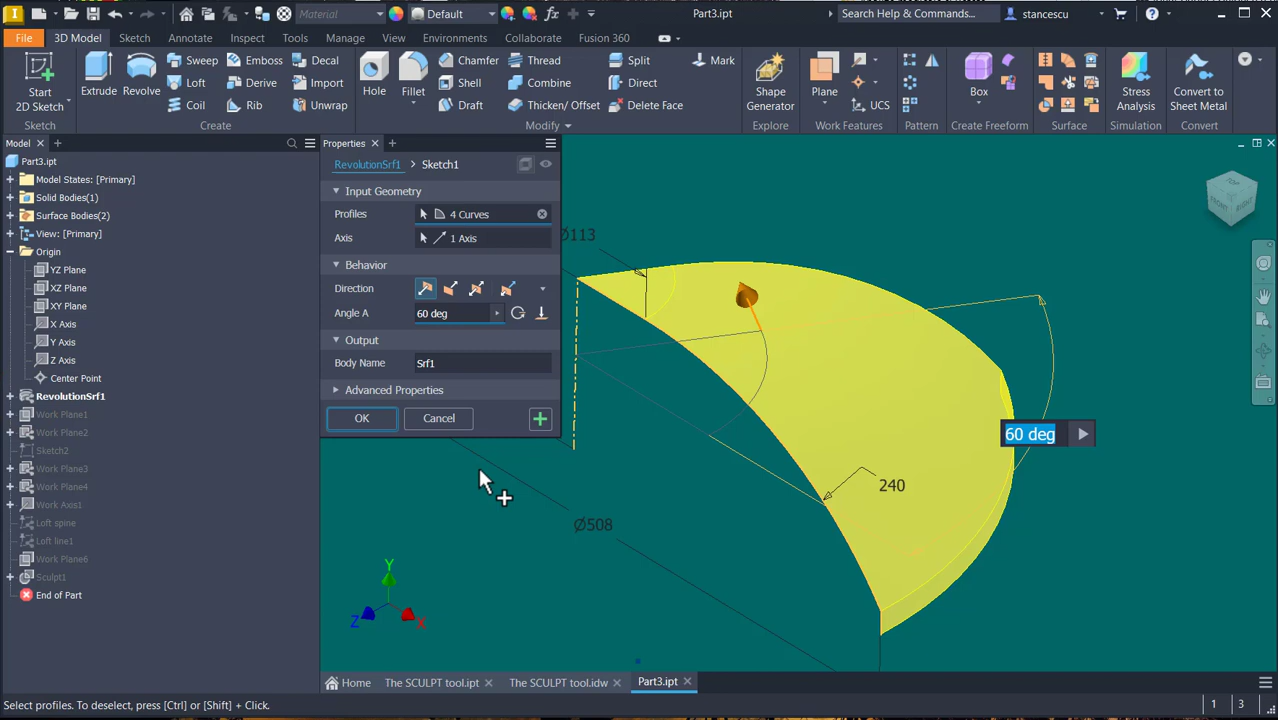 Material
Default
Part3.ipt
Search Help & Commands...
stancescu
File
3D Model
Sketch
Annotate
Inspect
Tools
Manage
View
Environments
Collaborate
Fusion 360
Start
2D Sketch
Extrude
Revolve
Sweep
Emboss
Decal
Loft
Derive
Import
Coil
Rib
Unwrap
Hole
Fillet
Chamfer
Thread
Split
Mark
Shell
Combine
Direct
Draft
Thicken/ Offset
Delete Face
Shape
Generator
Plane
UCS
Box
Stress
Analysis
Convert to
Sheet Metal
Sketch
Create
Modify
Explore
Work Features
Pattern
Create Freeform
Surface
Simulation
Convert
Model
Part3.ipt
Model States: [Primary]
Solid Bodies(1)
Surface Bodies(2)
View: [Primary]
Origin
YZ Plane
XZ Plane
XY Plane
X Axis
Y Axis
Z Axis
Center Point
RevolutionSrf1
Work Plane1
Work Plane2
Sketch2
Work Plane3
Work Plane4
Work Axis1
Loft spine
Loft line1
Work Plane6
Sculpt1
End of Part
Properties
RevolutionSrf1 > Sketch1
Input Geometry
Profiles
4 Curves
Axis
1 Axis
Behavior
Direction
Angle A
60 deg
Output
Body Name
Srf1
Advanced Properties
OK
Cancel
Ø113
60 deg
240
Ø508
TOP
FRONT
RIGHT
Y
Z
X
Home
The SCULPT tool.ipt
The SCULPT tool.idw
Part3.ipt
Select profiles. To deselect, press [Ctrl] or [Shift] + Click.
1
3